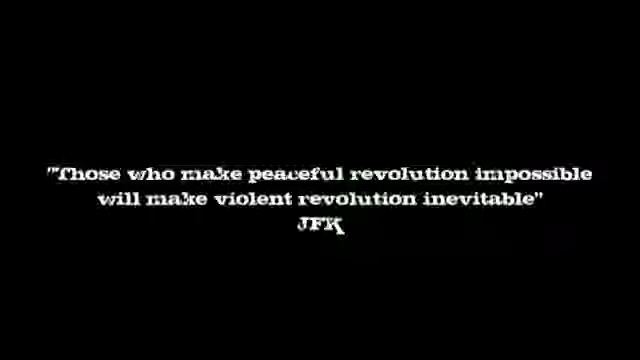 "Those who make peaceful revolution impossible
will make violent revolution inevitable"
JFK